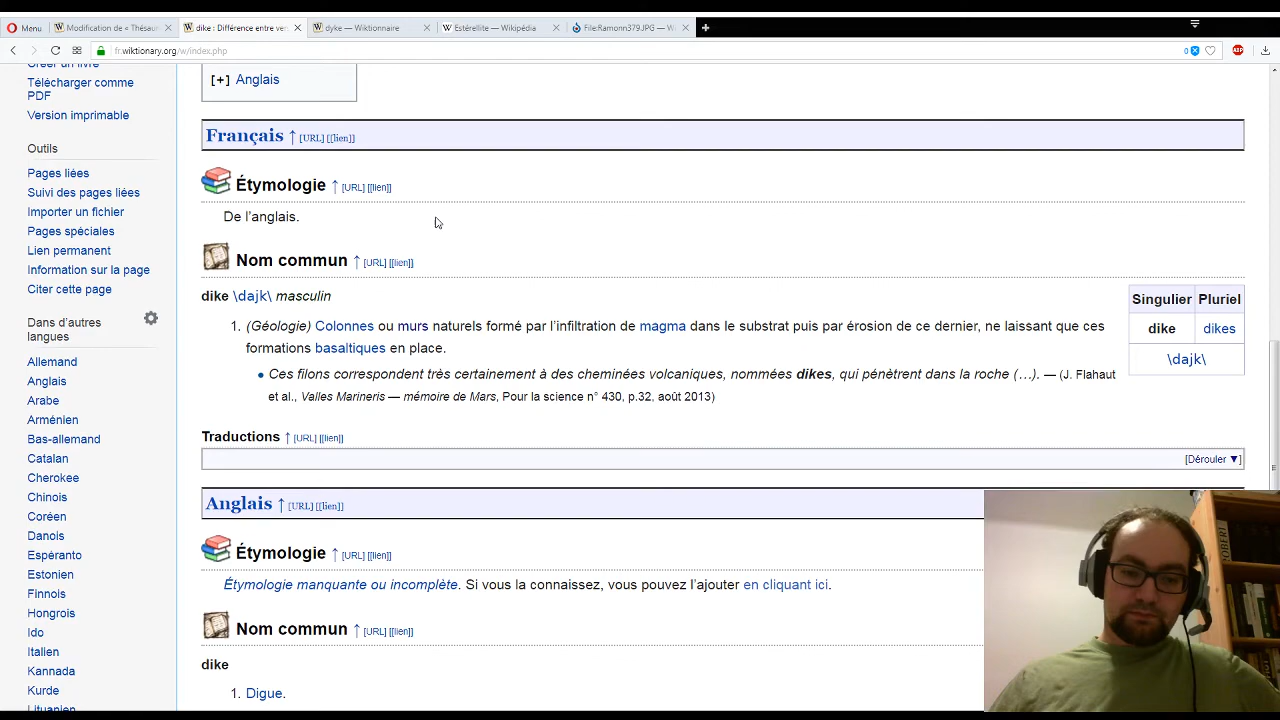 Menu
Modification de « Thésau
dike : Différence entre ver
dyke — Wiktionnaire
Estérellite — Wikipédia
File:Ramonn379.JPG — W
fr.wiktionary.org/w/index.php
0
ABP
Créer un livre
Télécharger comme
PDF
Version imprimable
Outils
Pages liées
Suivi des pages liées
Importer un fichier
Pages spéciales
Lien permanent
Information sur la page
Citer cette page
Dans d’autres
langues
Allemand
Anglais
Arabe
Arménien
Bas-allemand
Catalan
Cherokee
Chinois
Coréen
Danois
Espéranto
Estonien
Finnois
Hongrois
Ido
Italien
Kannada
Kurde
Lituanien
[+] Anglais
Français ↑ [URL] [[lien]]
Étymologie ↑ [URL] [[lien]]
De l’anglais.
Nom commun ↑ [URL] [[lien]]
dike \dajk\ masculin
1. (Géologie) Colonnes ou murs naturels formé par l’infiltration de magma dans le substrat puis par érosion de ce dernier, ne laissant que ces
formations basaltiques en place.
• Ces filons correspondent très certainement à des cheminées volcaniques, nommées dikes, qui pénètrent dans la roche (…). — (J. Flahaut
et al., Valles Marineris — mémoire de Mars, Pour la science n° 430, p.32, août 2013)
Singulier Pluriel
dike dikes
\dajk\
Traductions ↑ [URL] [[lien]]
[Dérouler ▼]
Anglais ↑ [URL] [[lien]]
Étymologie ↑ [URL] [[lien]]
Étymologie manquante ou incomplète. Si vous la connaissez, vous pouvez l’ajouter en cliquant ici.
Nom commun ↑ [URL] [[lien]]
dike
1. Digue.